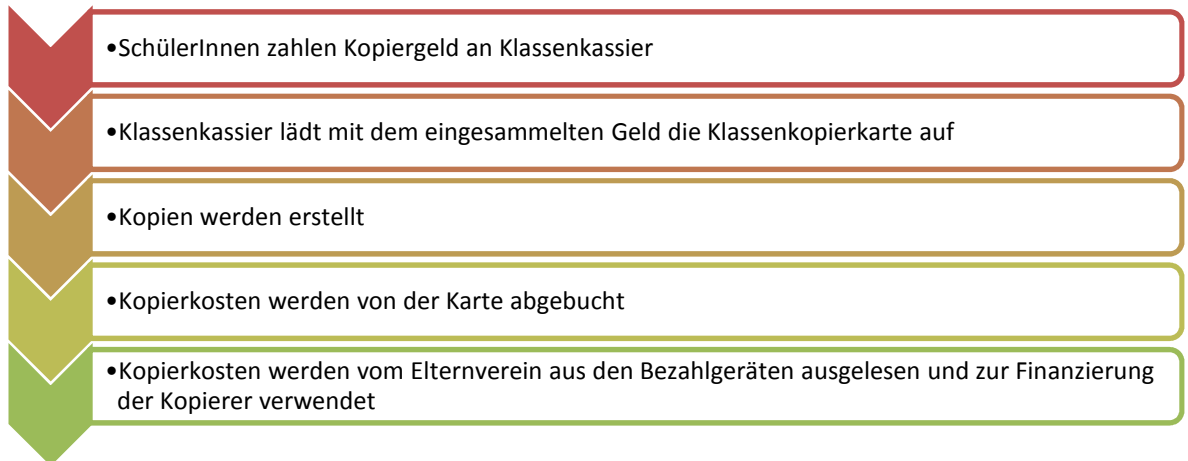 •SchülerInnen zahlen Kopiergeld an Klassenkassier
•Klassenkassier lädt mit dem eingesammelten Geld die Klassenkopierkarte auf
•Kopien werden erstellt
•Kopierkosten werden von der Karte abgebucht
•Kopierkosten werden vom Elternverein aus den Bezahlgeräten ausgelesen und zur Finanzierung
der Kopierer verwendet